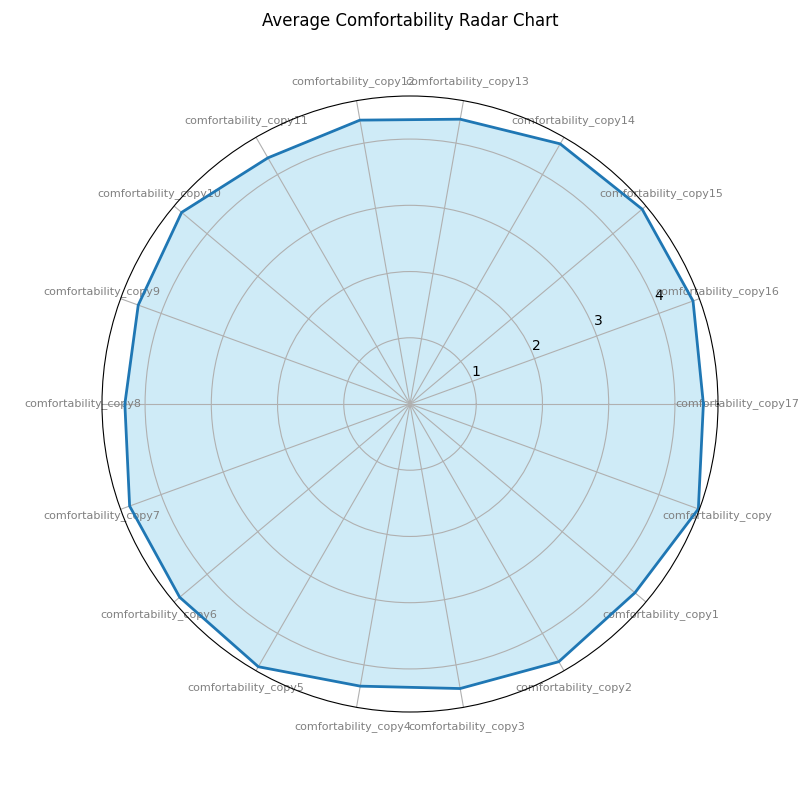 Average Comfortability Radar Chart
comfortability_copy12
comfortability_copy13
comfortability_copy11
comfortability_copy14
comfortability_copy10
comfortability_copy15
comfortability_copy9
comfortability_copy16
4
3
2
1
comfortability_copy8
comfortability_copy17
comfortability_copy7
comfortability_copy
comfortability_copy6
comfortability_copy1
comfortability_copy5
comfortability_copy2
comfortability_copy4
comfortability_copy3